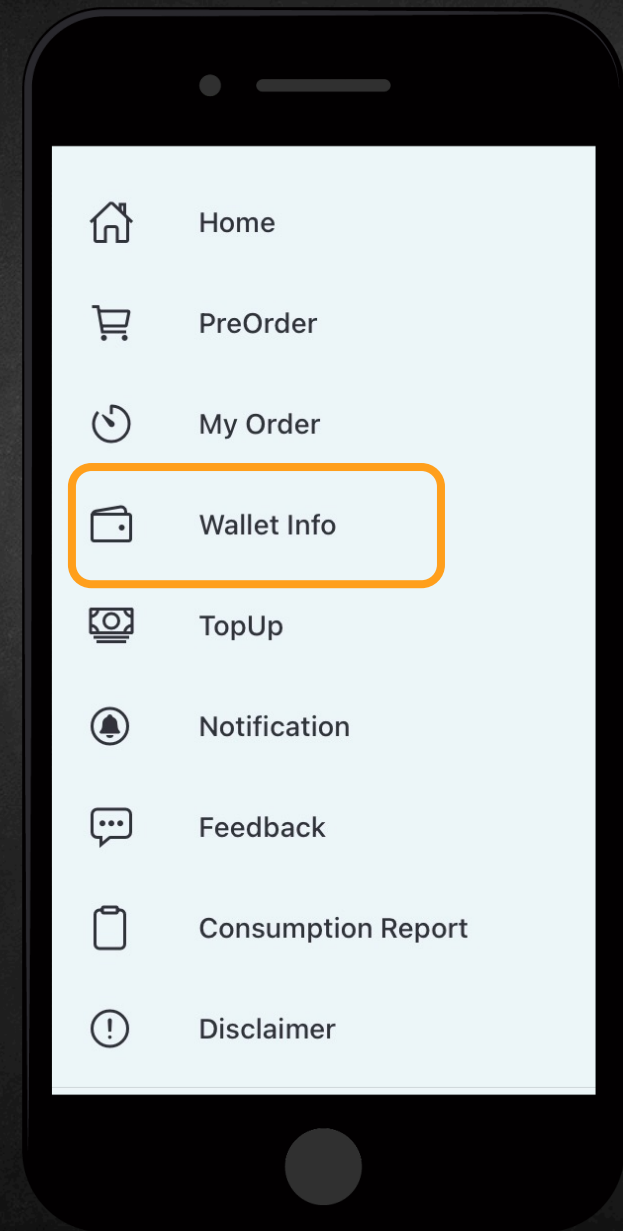 Home
PreOrder
My Order
Wallet Info
TopUp
Notification
Feedback
Consumption Report
Disclaimer